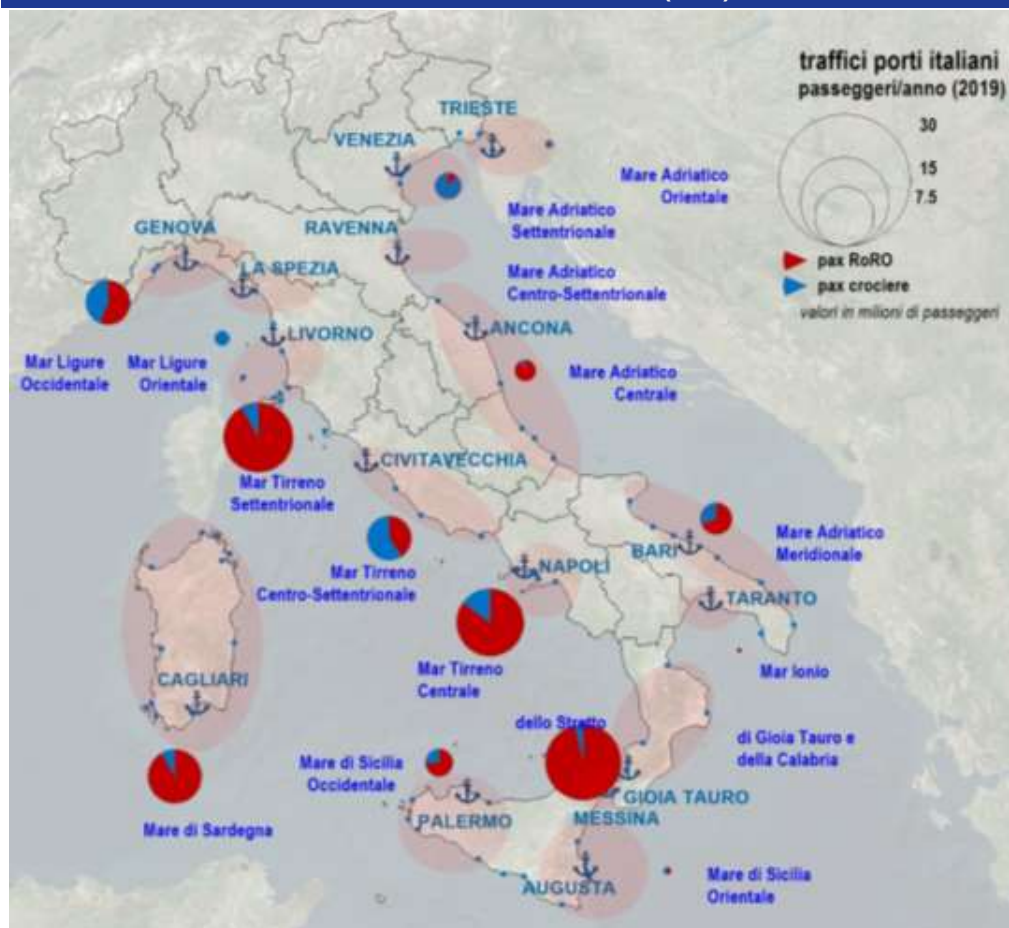 traffici porti italiani
passeggeri/anno (2019)
30
15
7.5
pax RoRO
pax crociere
valori in milioni di passeggeri
TRIESTE
VENEZIA
Mare Adriatico
Orientale
Mare Adriatico
Settentrionale
GENOVA
RAVENNA
LA SPEZIA
Mare Adriatico
Centro-Settentrionale
ANCONA
LIVORNO
Mar Ligure
Occidentale
Mar Ligure
Orientale
Mare Adriatico
Centrale
CIVITAVECCHIA
Mar Tirreno
Settentrionale
Mare Adriatico
Meridionale
BARI
NAPOLI
Mar Tirreno
Centro-Settentrionale
TARANTO
Mar Ionio
Mar Tirreno
Centrale
CAGLIARI
dello Stretto
di Gioia Tauro e
della Calabria
Mare di Sicilia
Occidentale
GIOIA TAURO
MESSINA
PALERMO
Mare di Sardegna
AUGUSTA
Mare di Sicilia
Orientale